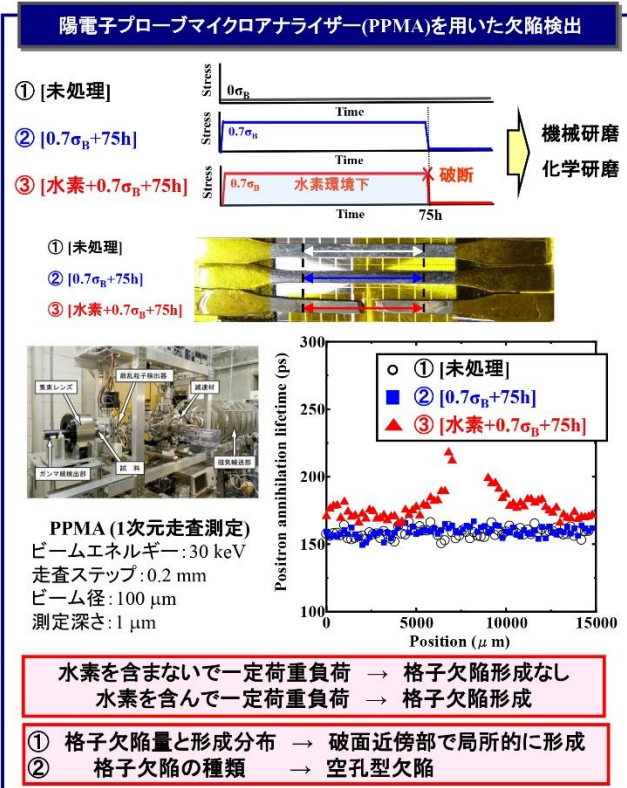 陽電子プローブマイクロアナライザー(PPMA)を用いた欠陥検出
① [未処理]
Stress
0σB
Time
② [0.7σB+75h]
Stress
0.7σB
Time
③ [水素+0.7σB+75h]
Stress
0.7σB
水素環境下
破断
Time
75h
機械研磨
化学研磨
① [未処理]
② [0.7σB+75h]
③ [水素+0.7σB+75h]
集束レンズ
散乱粒子検出器
減速材
ガンマ線検出部
試料
磁気輸送部
PPMA (1次元走査測定)
ビームエネルギー:30 keV
走査ステップ:0.2 mm
ビーム径:100 μm
測定深さ:1 μm
Positron annihilation lifetime (ps)
300
250
200
150
100
① [未処理]
② [0.7σB+75h]
③ [水素+0.7σB+75h]
0
5000
10000
15000
Position (μ m)
水素を含まないで一定荷重負荷 → 格子欠陥形成なし
水素を含んで一定荷重負荷 → 格子欠陥形成
① 格子欠陥量と形成分布 → 破面近傍部で局所的に形成
② 格子欠陥の種類 → 空孔型欠陥